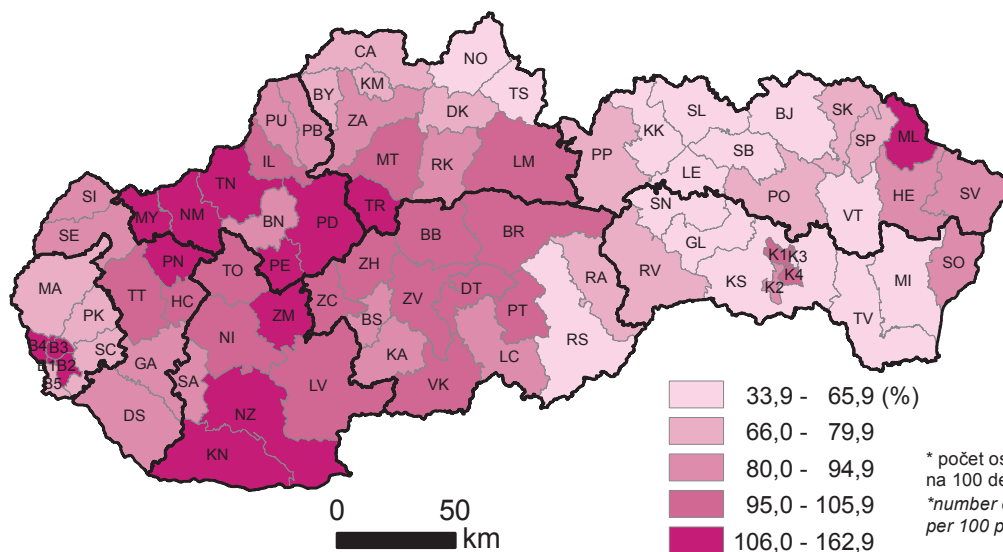 CA
NO
KM
BY
TS
PU
PB
ZA
DK
SL
BJ
SK
KK
SP
ML
IL
MT
RK
LM
PP
SB
LE
PO
HE
SV
SI
TN
VT
MY
NM
BN
PD
TR
SN
SE
BB
BR
GL
PN
PE
ZH
RV
K1
K3
SO
TO
RA
KS
K4
MI
MA
TT
HC
ZC
ZV
DT
K2
PK
ZM
BS
PT
TV
NI
B4
B3
SC
GA
KA
LC
RS
B1
B2
B5
SA
LV
VK
DS
NZ
KN
33,9 - 65,9 (%)
66,0 - 79,9
80,0 - 94,9
95,0 - 105,9
106,0 - 162,9
0 50
km
* počet
na 100
*number
per 100